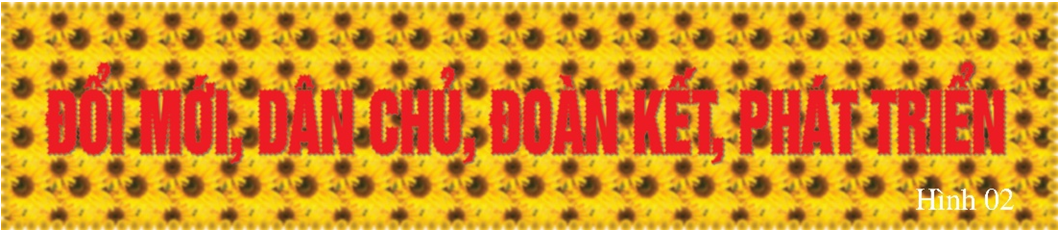 ĐỔI MỚI, DÂN CHỦ, ĐOÀN KẾT, PHÁT TRIỂN
Hình 02